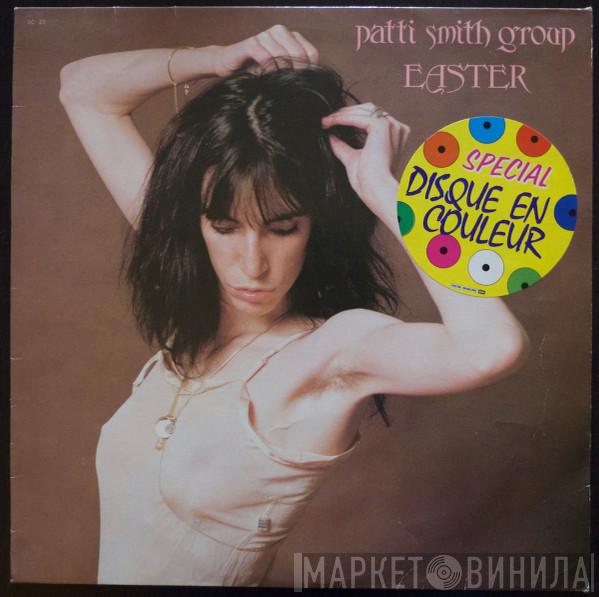 patti smith group
EASTER
SPECIAL
DISQUE EN
COULEUR
МАРКЕТ ВИНИЛА